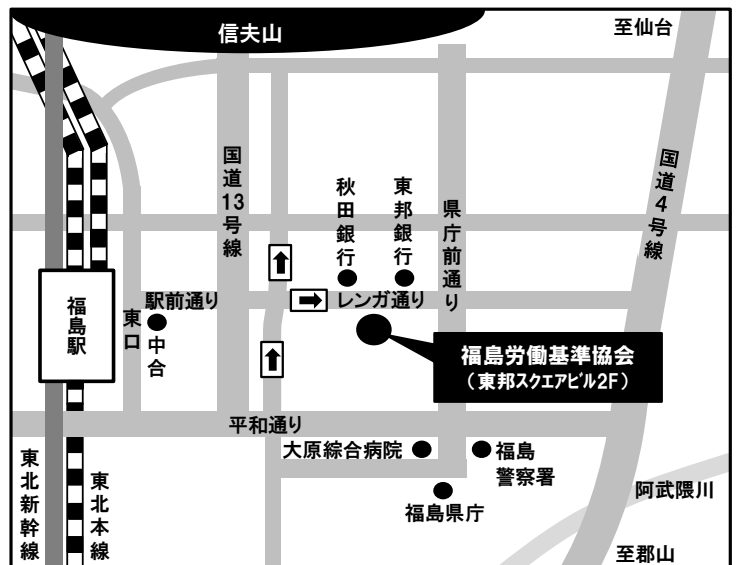 信夫山
至仙台
国道13号線
国道4号線
秋田銀行
東邦銀行
県庁前通り
福島駅
東口
駅前通り
中合
レンガ通り
福島労働基準協会
(東邦スクエアビル2F)
平和通り
大原綜合病院
福島
警察署
福島県庁
東北新幹線
東北本線
阿武隈川
至郡山